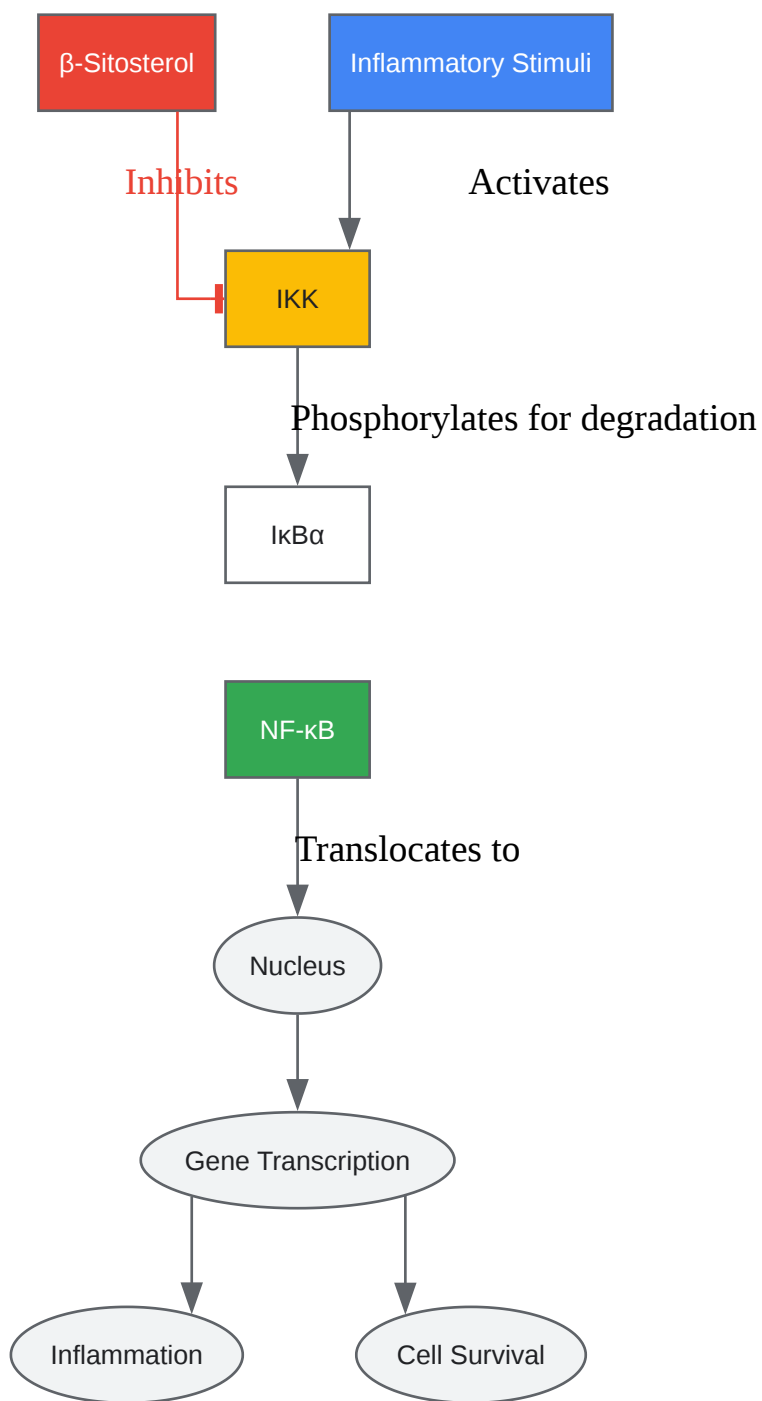 β-Sitosterol
Inflammatory Stimuli
Inhibits
Activates
IKK
Phosphorylates for degradation
IκBα
NF-κB
Translocates to
Nucleus
Gene Transcription
Inflammation
Cell Survival